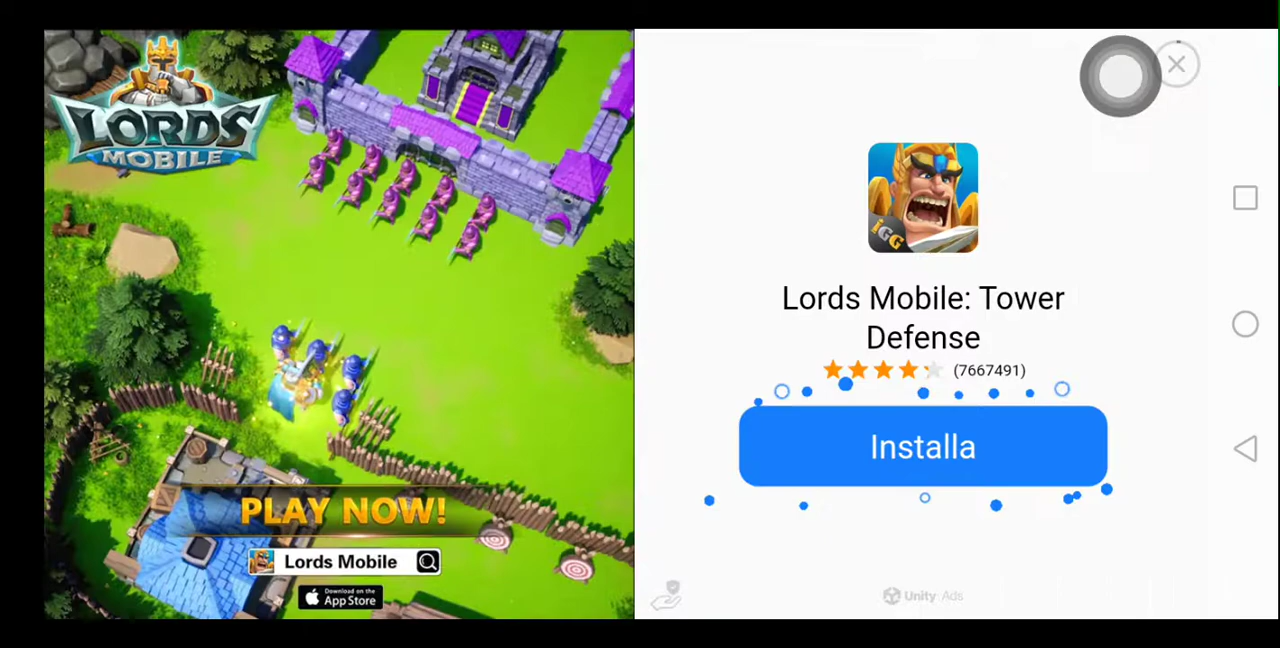 LORDS
MOBILE
PLAY NOW!
Lords Mobile
Download on the
App Store
IGG
Lords Mobile: Tower
Defense
(7667491)
Installa
Unity Ads